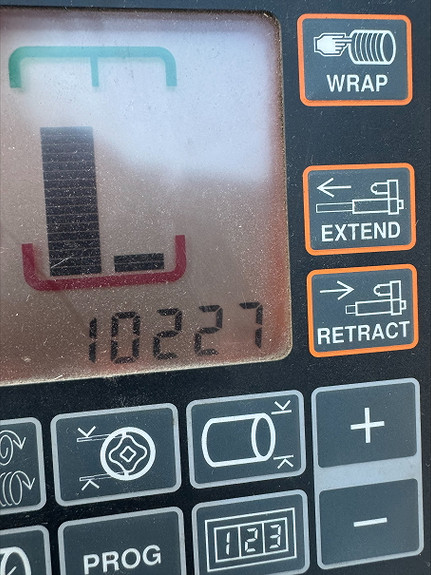 WRAP
EXTEND
RETRACT
10227
+
−
123
PROG